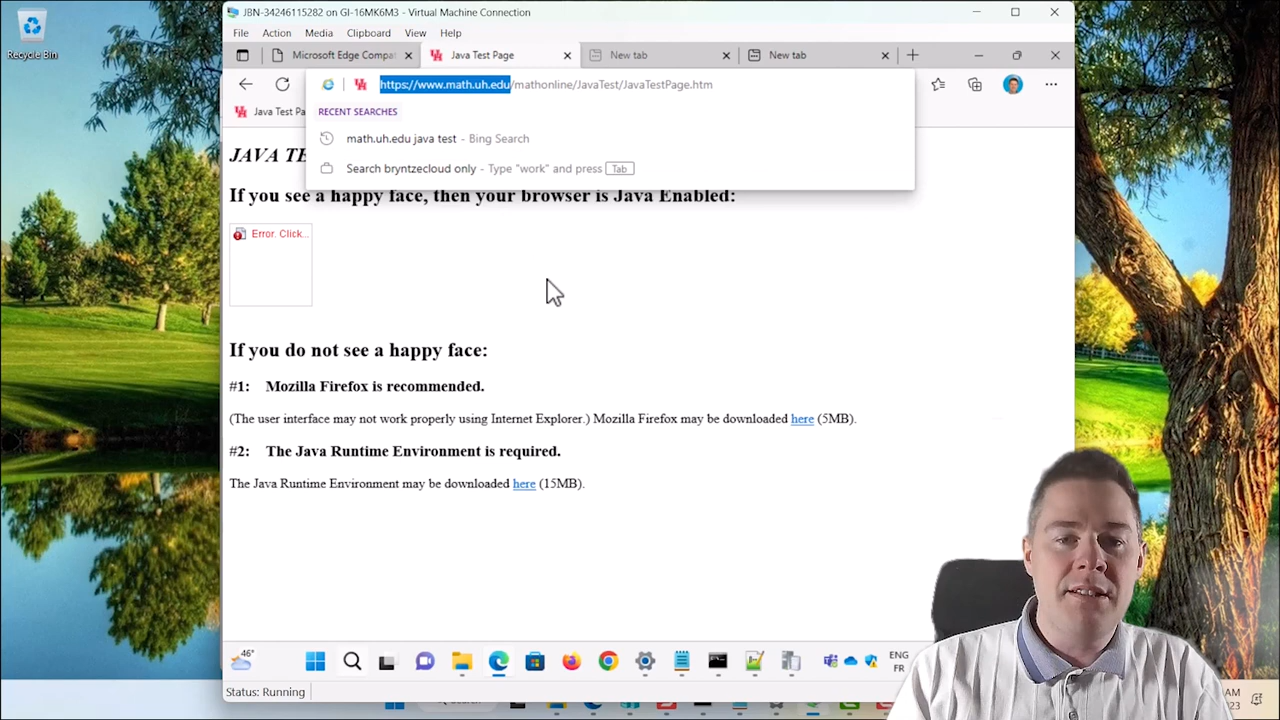 Recycle Bin
JBN-34246115282 on GI-16MK6M3 - Virtual Machine Connection
File Action Media Clipboard View Help
Microsoft Edge Compa
Java Test Page
New tab
New tab
https://www.math.uh.edu/mathonline/JavaTest/JavaTestPage.htm
Java Test Pa
RECENT SEARCHES
math.uh.edu java test - Bing Search
Search bryntzecloud only - Type "work" and press Tab
JAVA TE
If you see a happy face, then your browser is Java Enabled:
Error. Click...
If you do not see a happy face:
#1: Mozilla Firefox is recommended.
(The user interface may not work properly using Internet Explorer.) Mozilla Firefox may be downloaded here (5MB).
#2: The Java Runtime Environment is required.
The Java Runtime Environment may be downloaded here (15MB).
46°
ENG
FR
Status: Running
AM
23